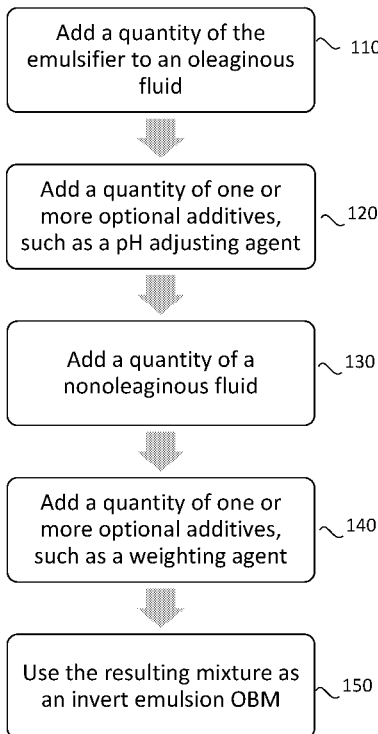 Add a quantity of the
emulsifier to an oleaginous
fluid
110
Add a quantity of one or
more optional additives,
such as a pH adjusting agent
120
Add a quantity of a
nonoleaginous fluid
130
Add a quantity of one or
more optional additives,
such as a weighting agent
140
Use the resulting mixture as
an invert emulsion OBM
150